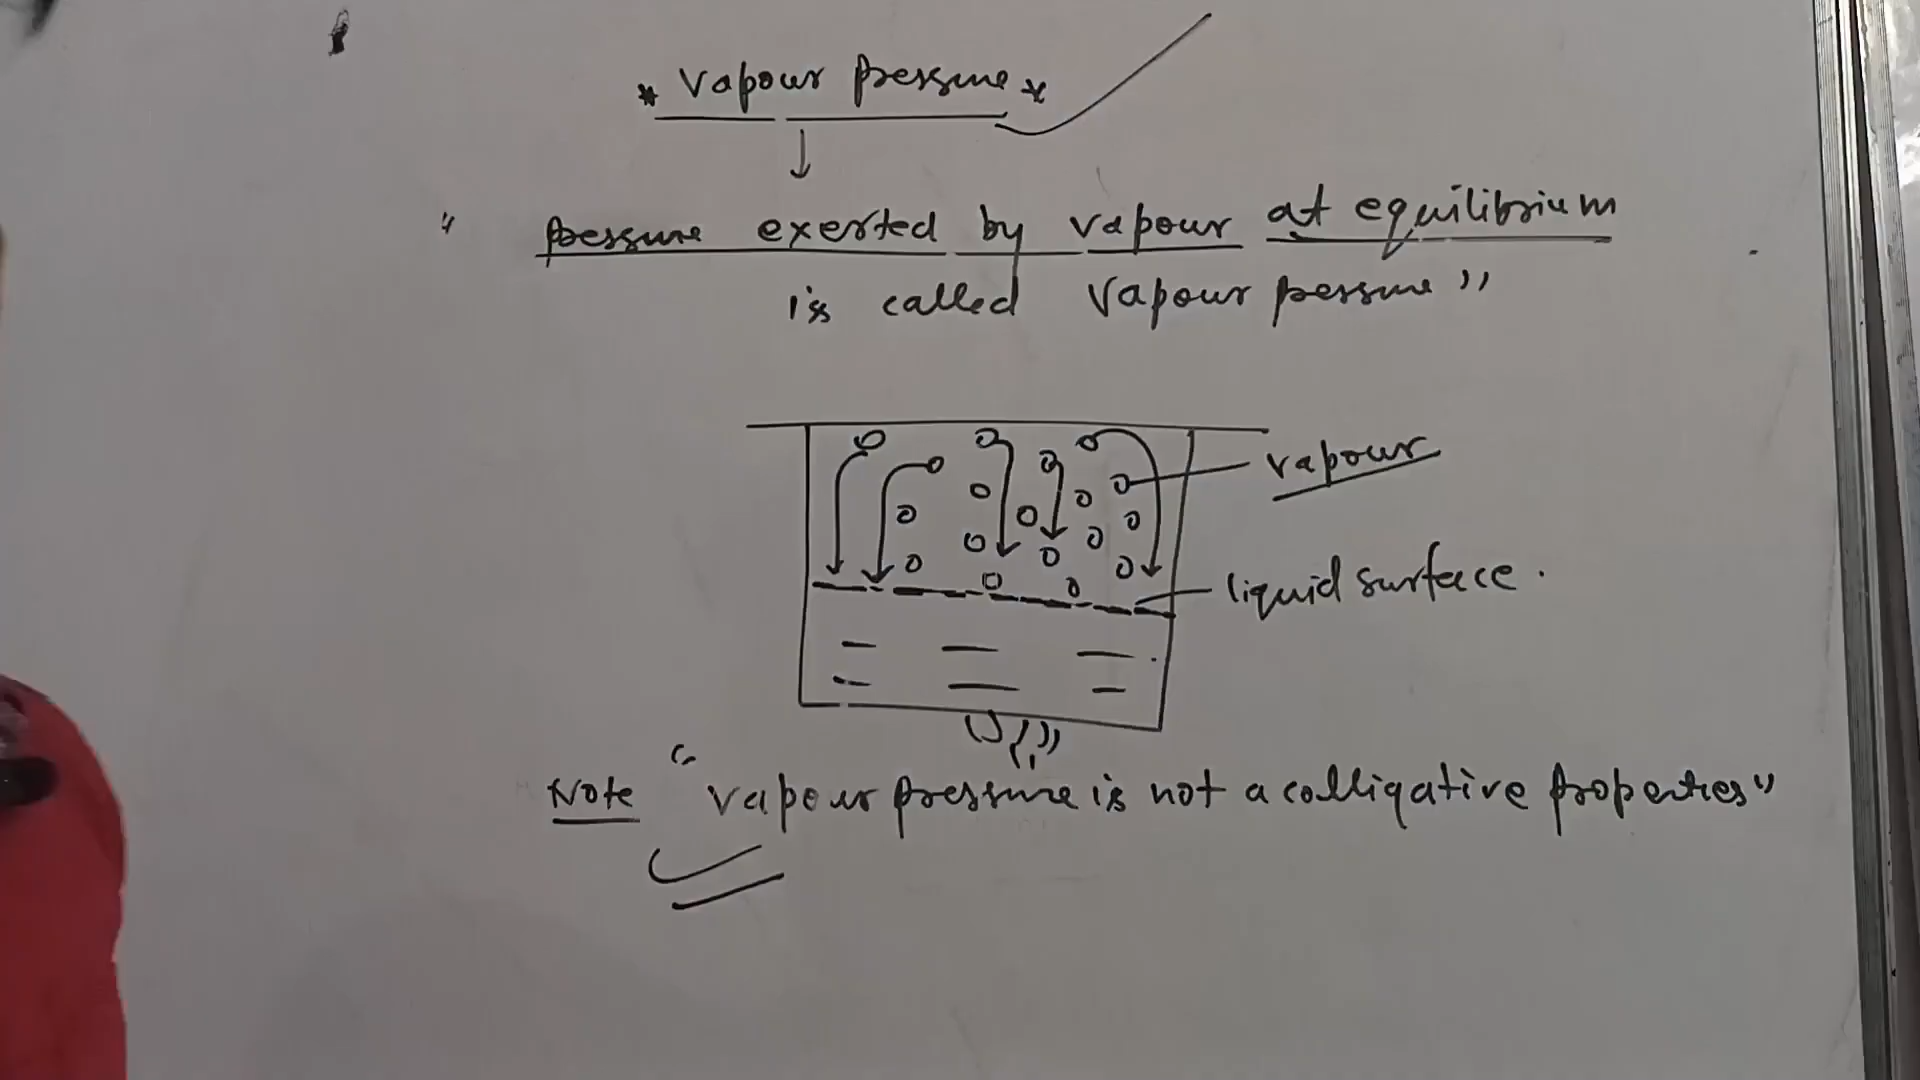 * Vapour pressure *
" pressure exerted by vapour at equilibrium
is called Vapour pressure"
vapour
liquid surface.
Note "vapour pressure is not a colligative properties"